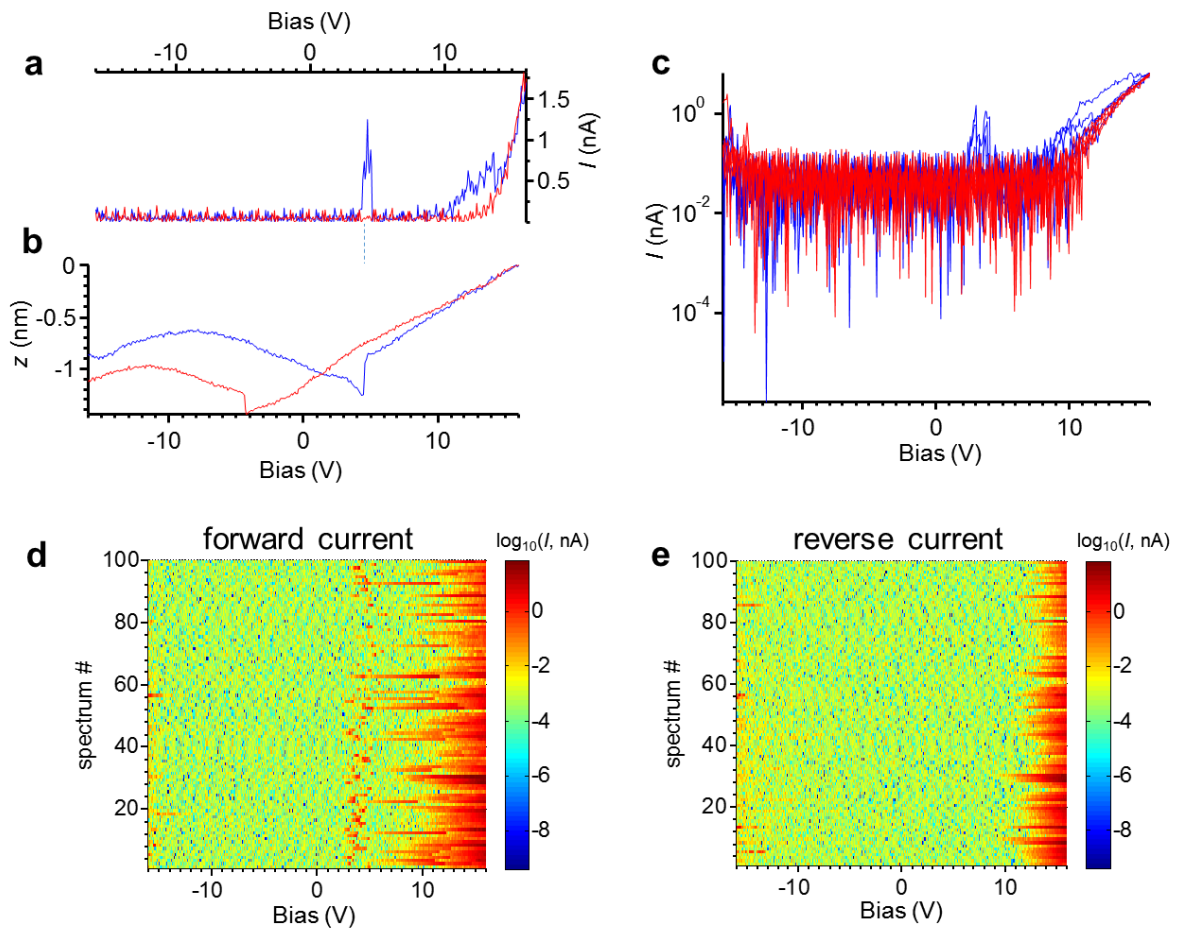 Bias (V)
-10 0 10
a
1.5
1
0.5
I (nA)
b
0
-0.5
-1
z (nm)
-10 0 10
Bias (V)
c
10^0
10^-2
10^-4
I (nA)
-10 0 10
Bias (V)
d
forward current
log₁₀(I, nA)
100
80
60
40
20
spectrum #
-10 0 10
Bias (V)
0
-2
-4
-6
-8
e
reverse current
log₁₀(I, nA)
100
80
60
40
20
spectrum #
-10 0 10
Bias (V)
0
-2
-4
-6
-8